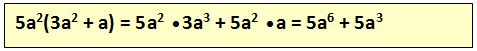 5a²(3a² + a) = 5a² •3a³ + 5a² •a = 5a⁶ + 5a³